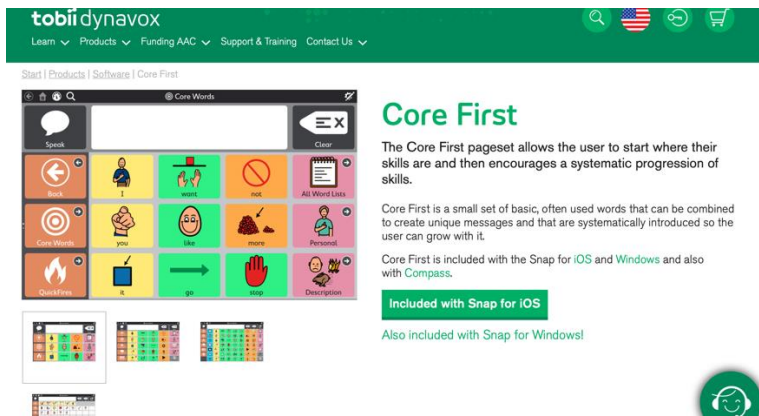 tobii dynavox
Learn Products Funding AAC Support & Training Contact Us
Start | Products | Software | Core First
Core Words
Speak
EX
Clear
Back
I
want
not
All Word Lists
Core Words
you
like
more
Personal
QuickFires
it
go
stop
Description
Core First
The Core First pageset allows the user to start where their
skills are and then encourages a systematic progression of
skills.
Core First is a small set of basic, often used words that can be combined
to create unique messages and that are systematically introduced so the
user can grow with it.
Core First is included with the Snap for iOS and Windows and also
with Compass.
Included with Snap for iOS
Also included with Snap for Windows!